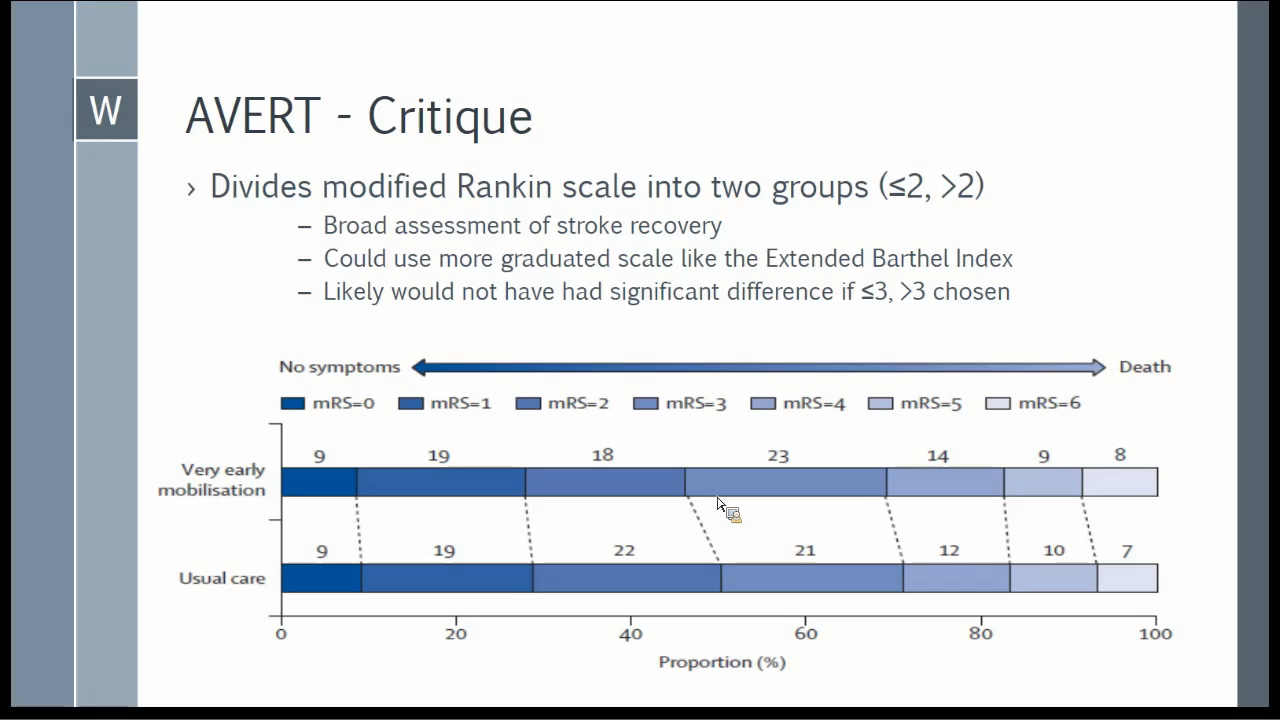 W
AVERT - Critique
› Divides modified Rankin scale into two groups (≤2, >2)
– Broad assessment of stroke recovery
– Could use more graduated scale like the Extended Barthel Index
– Likely would not have had significant difference if ≤3, >3 chosen
No symptoms Death
mRS=0 mRS=1 mRS=2 mRS=3 mRS=4 mRS=5 mRS=6
9 19 18 23 14 9 8
Very early
mobilisation
9 19 22 21 12 10 7
Usual care
0 20 40 60 80 100
Proportion (%)